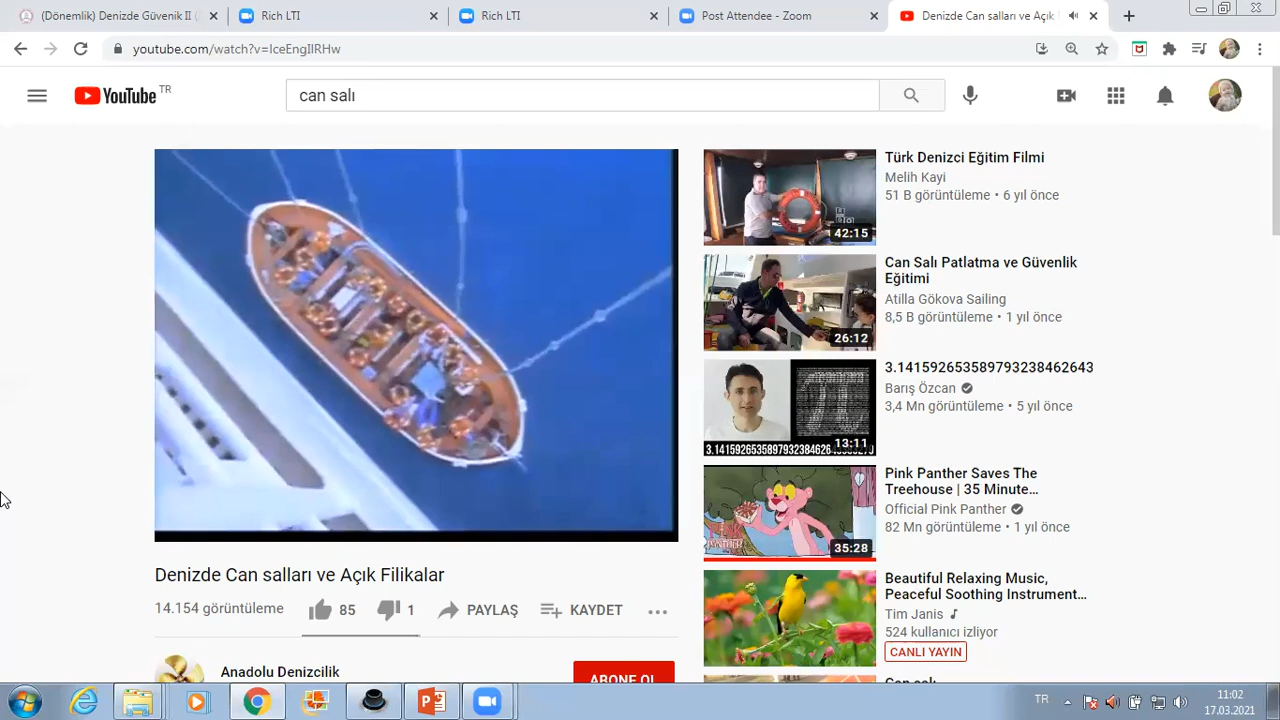 (Dönemlik) Denizde Güvenik II (
Rich LTI
Rich LTI
Post Attendee - Zoom
Denizde Can salları ve Açık
youtube.com/watch?v=IceEngIlRHw
YouTube TR
can salı
Türk Denizci Eğitim Filmi
Melih Kayi
51 B görüntüleme • 6 yıl önce
42:15
Can Salı Patlatma ve Güvenlik
Eğitimi
Atilla Gökova Sailing
8,5 B görüntüleme • 1 yıl önce
26:12
3.14159265358979323846264​3
Barış Özcan
3,4 Mn görüntüleme • 5 yıl önce
13:11
Pink Panther Saves The
Treehouse | 35 Minute...
Official Pink Panther
82 Mn görüntüleme • 1 yıl önce
35:28
Beautiful Relaxing Music,
Peaceful Soothing Instrument...
Tim Janis
524 kullanıcı izliyor
CANLI YAYIN
Denizde Can salları ve Açık Filikalar
14.154 görüntüleme
85
1
PAYLAŞ
KAYDET
Anadolu Denizcilik
ABONE OL
TR
11:02
17.03.2021